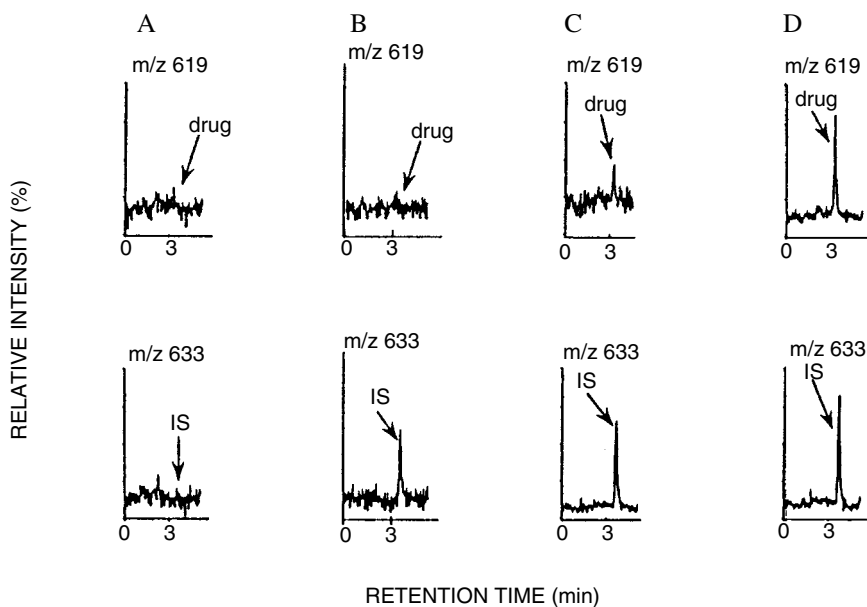 A B C D
m/z 619 m/z 619 m/z 619 m/z 619
drug drug drug drug
0 3 0 3 0 3 0 3
RELATIVE INTENSITY (%)
m/z 633 m/z 633 m/z 633 m/z 633
IS IS IS IS
0 3 0 3 0 3 0 3
RETENTION TIME (min)